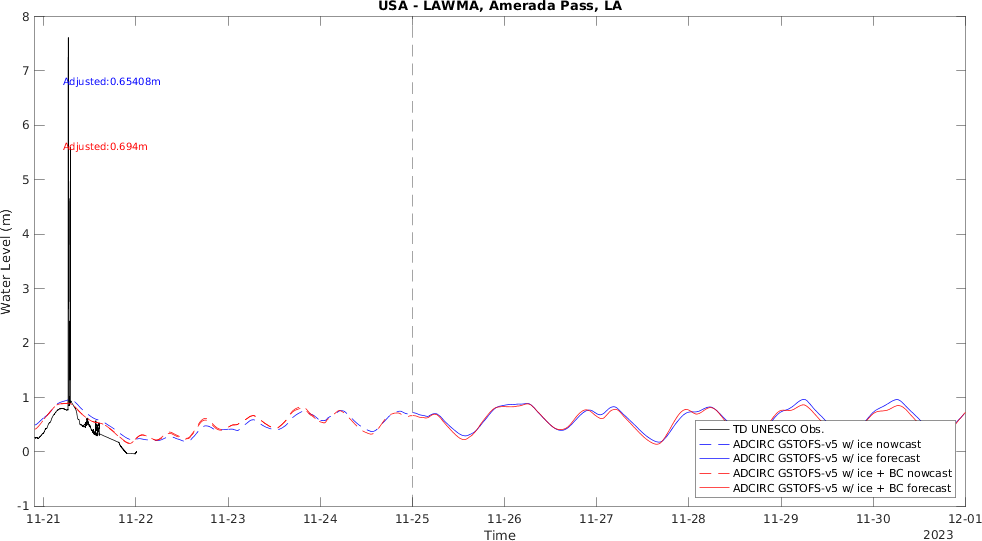 USA - LAWMA, Amerada Pass, LA
8
7
6
5
4
3
2
1
0
-1
Water Level (m)
Adjusted:0.65408m
Adjusted:0.694m
TD UNESCO Obs.
ADCIRC GSTOFS-v5 w/ ice nowcast
ADCIRC GSTOFS-v5 w/ ice forecast
ADCIRC GSTOFS-v5 w/ ice + BC nowcast
ADCIRC GSTOFS-v5 w/ ice + BC forecast
11-21 11-22 11-23 11-24 11-25 11-26 11-27 11-28 11-29 11-30 12-01
Time
2023